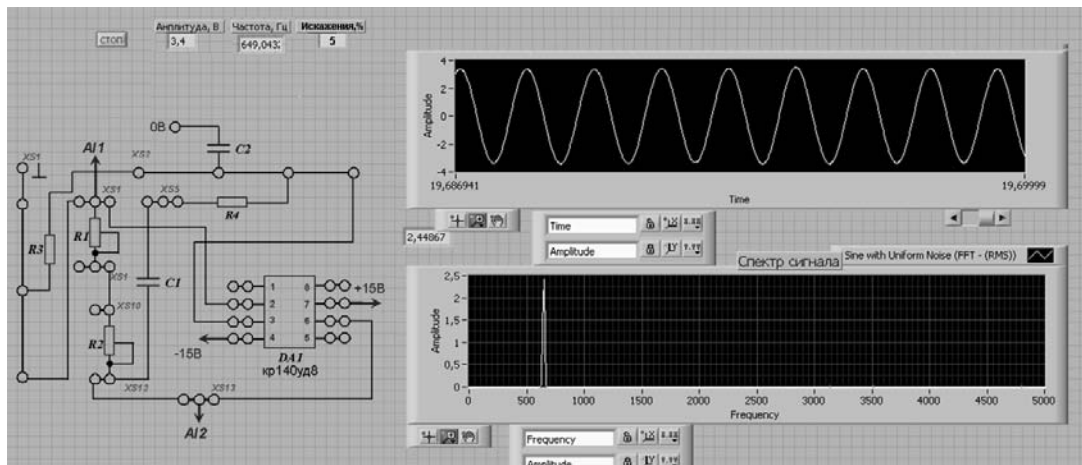 стоп
Амплитуда, В
3,4
Частота, Гц
649,043
Искажения,%
5
0В
C2
XS1
AI1
XS2
XS1
XS5
R4
R3
R1
XS1
C1
XS10
R2
XS12
XS13
AI2
1 8
2 7
3 6
4 5
+15В
-15В
DA1
кр140уд8
4
2
0
-2
-4
Amplitude
19,686941
19,69999
Time
2,44867
Time
Amplitude
Спектр сигнала
Sine with Uniform Noise (FFT - (RMS))
2,5
2
1,5
1
0,5
0
Amplitude
0 500 1000 1500 2000 2500 3000 3500 4000 4500 5000
Frequency
Frequency
Amplitude